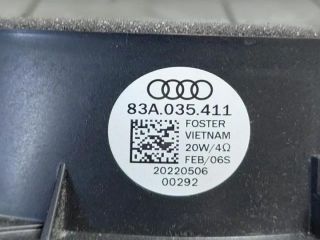 83A.035.411
FOSTER
VIETNAM
20W/4Ω
FEB/06S
20220506
00292